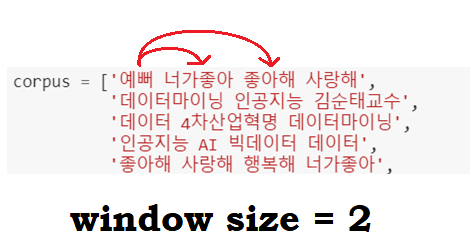 corpus = ['예뻐 너가좋아 좋아해 사랑해',
'데이터마이닝 인공지능 김순태교수',
'데이터 4차산업혁명 데이터마이닝',
'인공지능 AI 빅데이터 데이터',
'좋아해 사랑해 행복해 너가좋아',
window size = 2